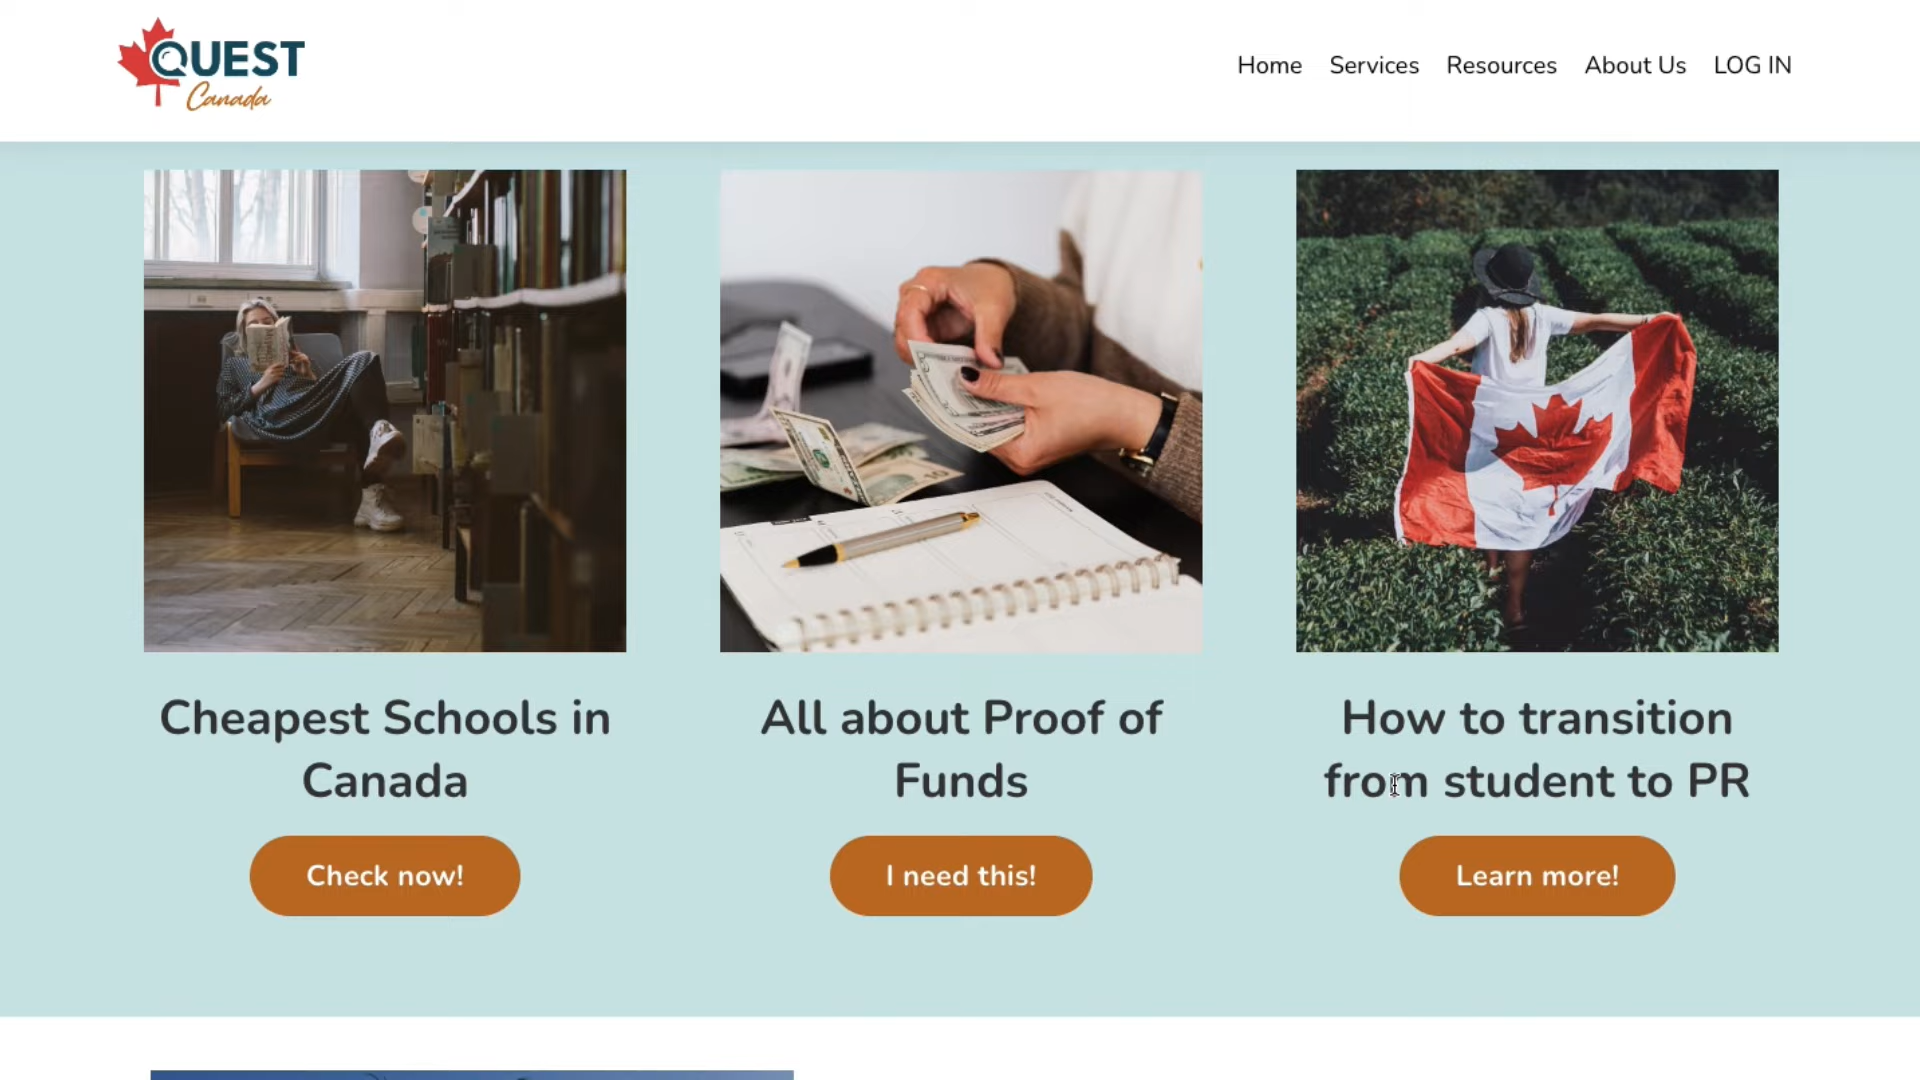 QUEST
Canada
Home Services Resources About Us LOG IN
Cheapest Schools in
Canada
Check now!
All about Proof of
Funds
I need this!
How to transition
from student to PR
Learn more!